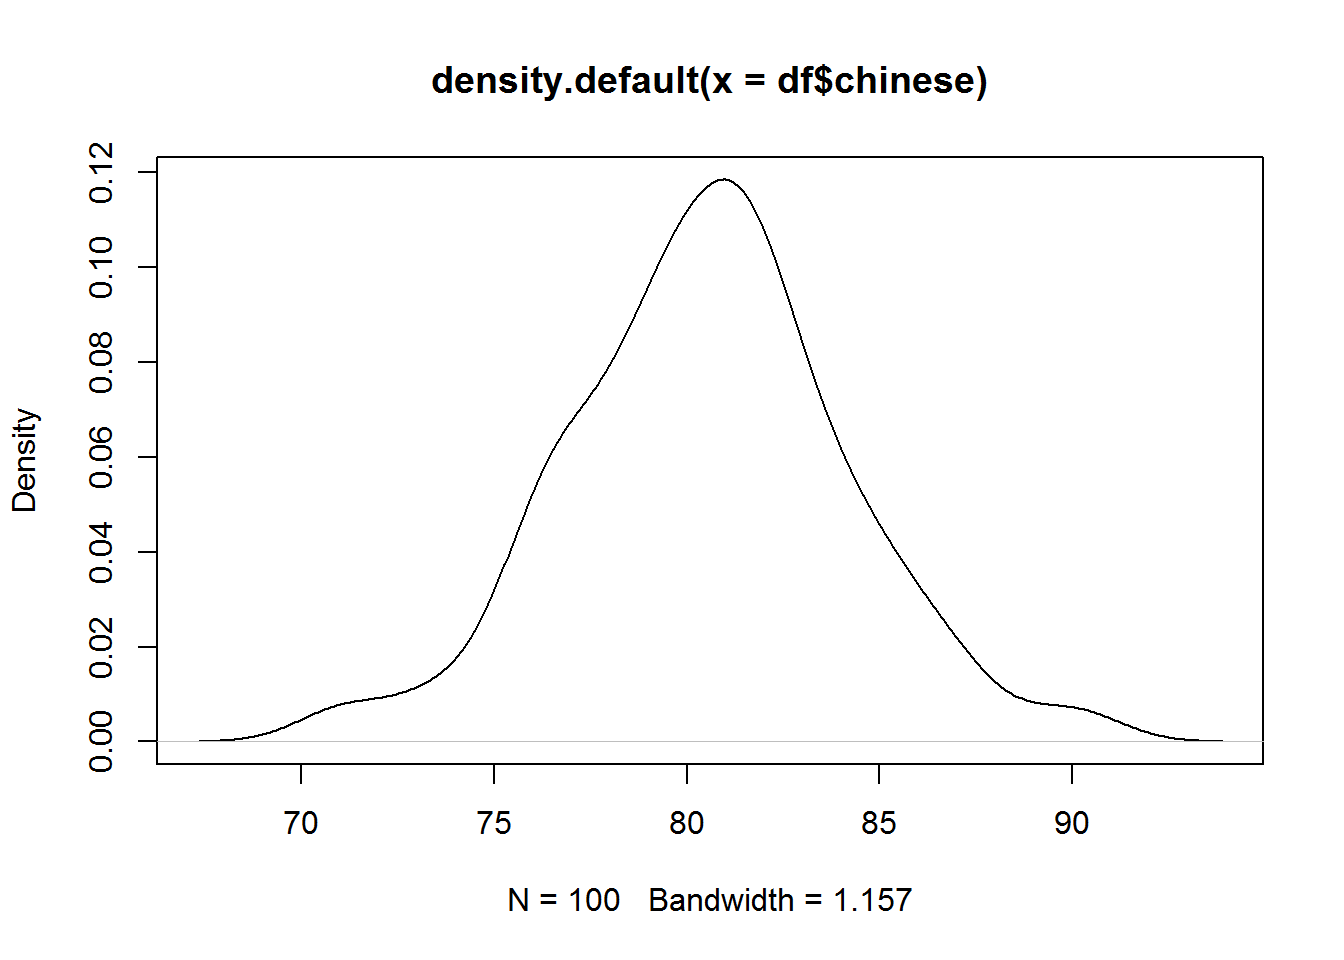 density.default(x = df$chinese)
Density
0.12
0.10
0.08
0.06
0.04
0.02
0.00
70 75 80 85 90
N = 100 Bandwidth = 1.157